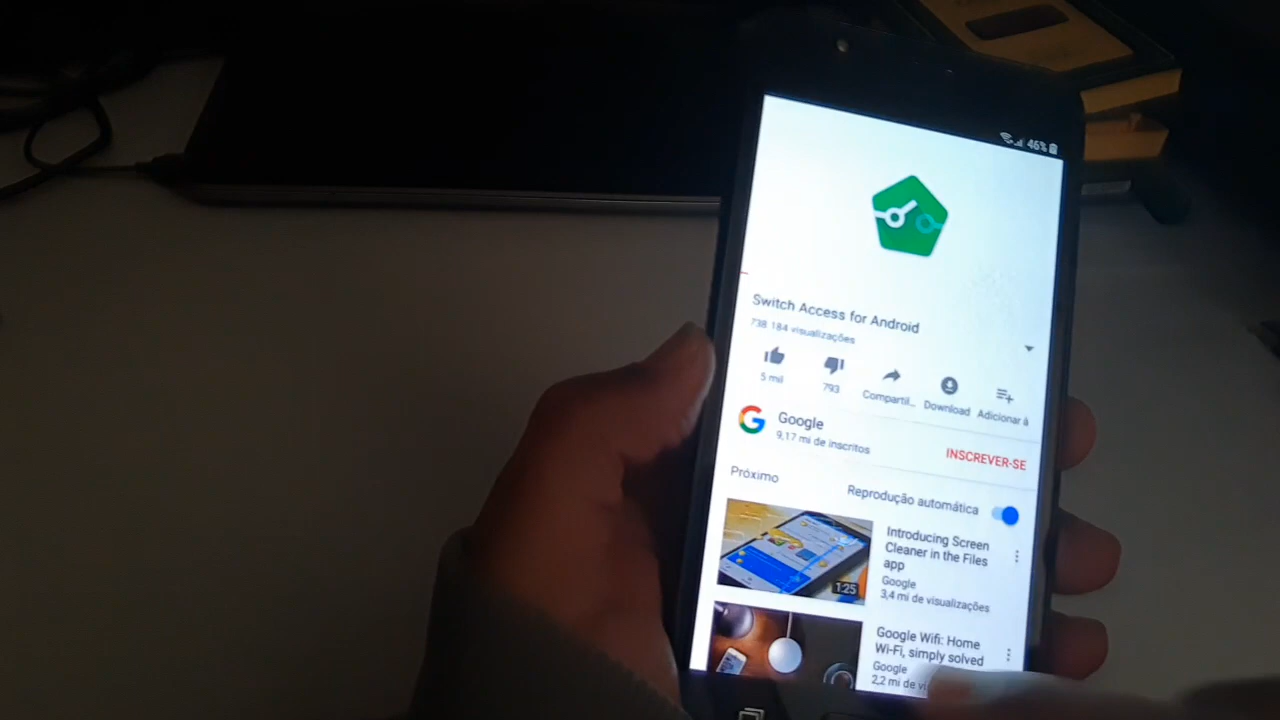 46%
Switch Access for Android
738 184 visualizações
5 mil
793
Compartil...
Download
Adicionar à
Google
9,17 mi de inscritos
INSCREVER-SE
Próximo
Reprodução automática
Introducing Screen
Cleaner in the Files
app
Google
3,4 mi de visualizações
1:25
Google Wifi: Home
Wi-Fi, simply solved
Google
2,2 mi de vi